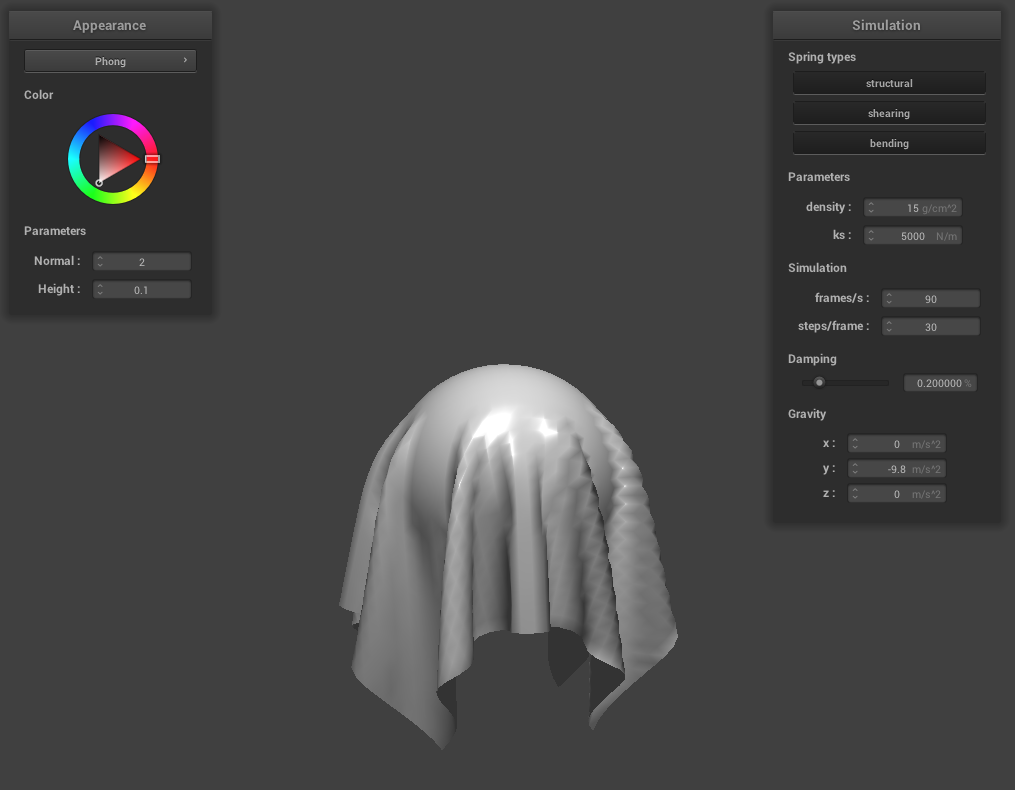 Appearance
Phong ›
Color
Parameters
Normal : 2
Height : 0.1
Simulation
Spring types
structural
shearing
bending
Parameters
density : 15 g/cm^2
ks : 5000 N/m
Simulation
frames/s : 90
steps/frame : 30
Damping
0.200000 %
Gravity
x : 0 m/s^2
y : -9.8 m/s^2
z : 0 m/s^2